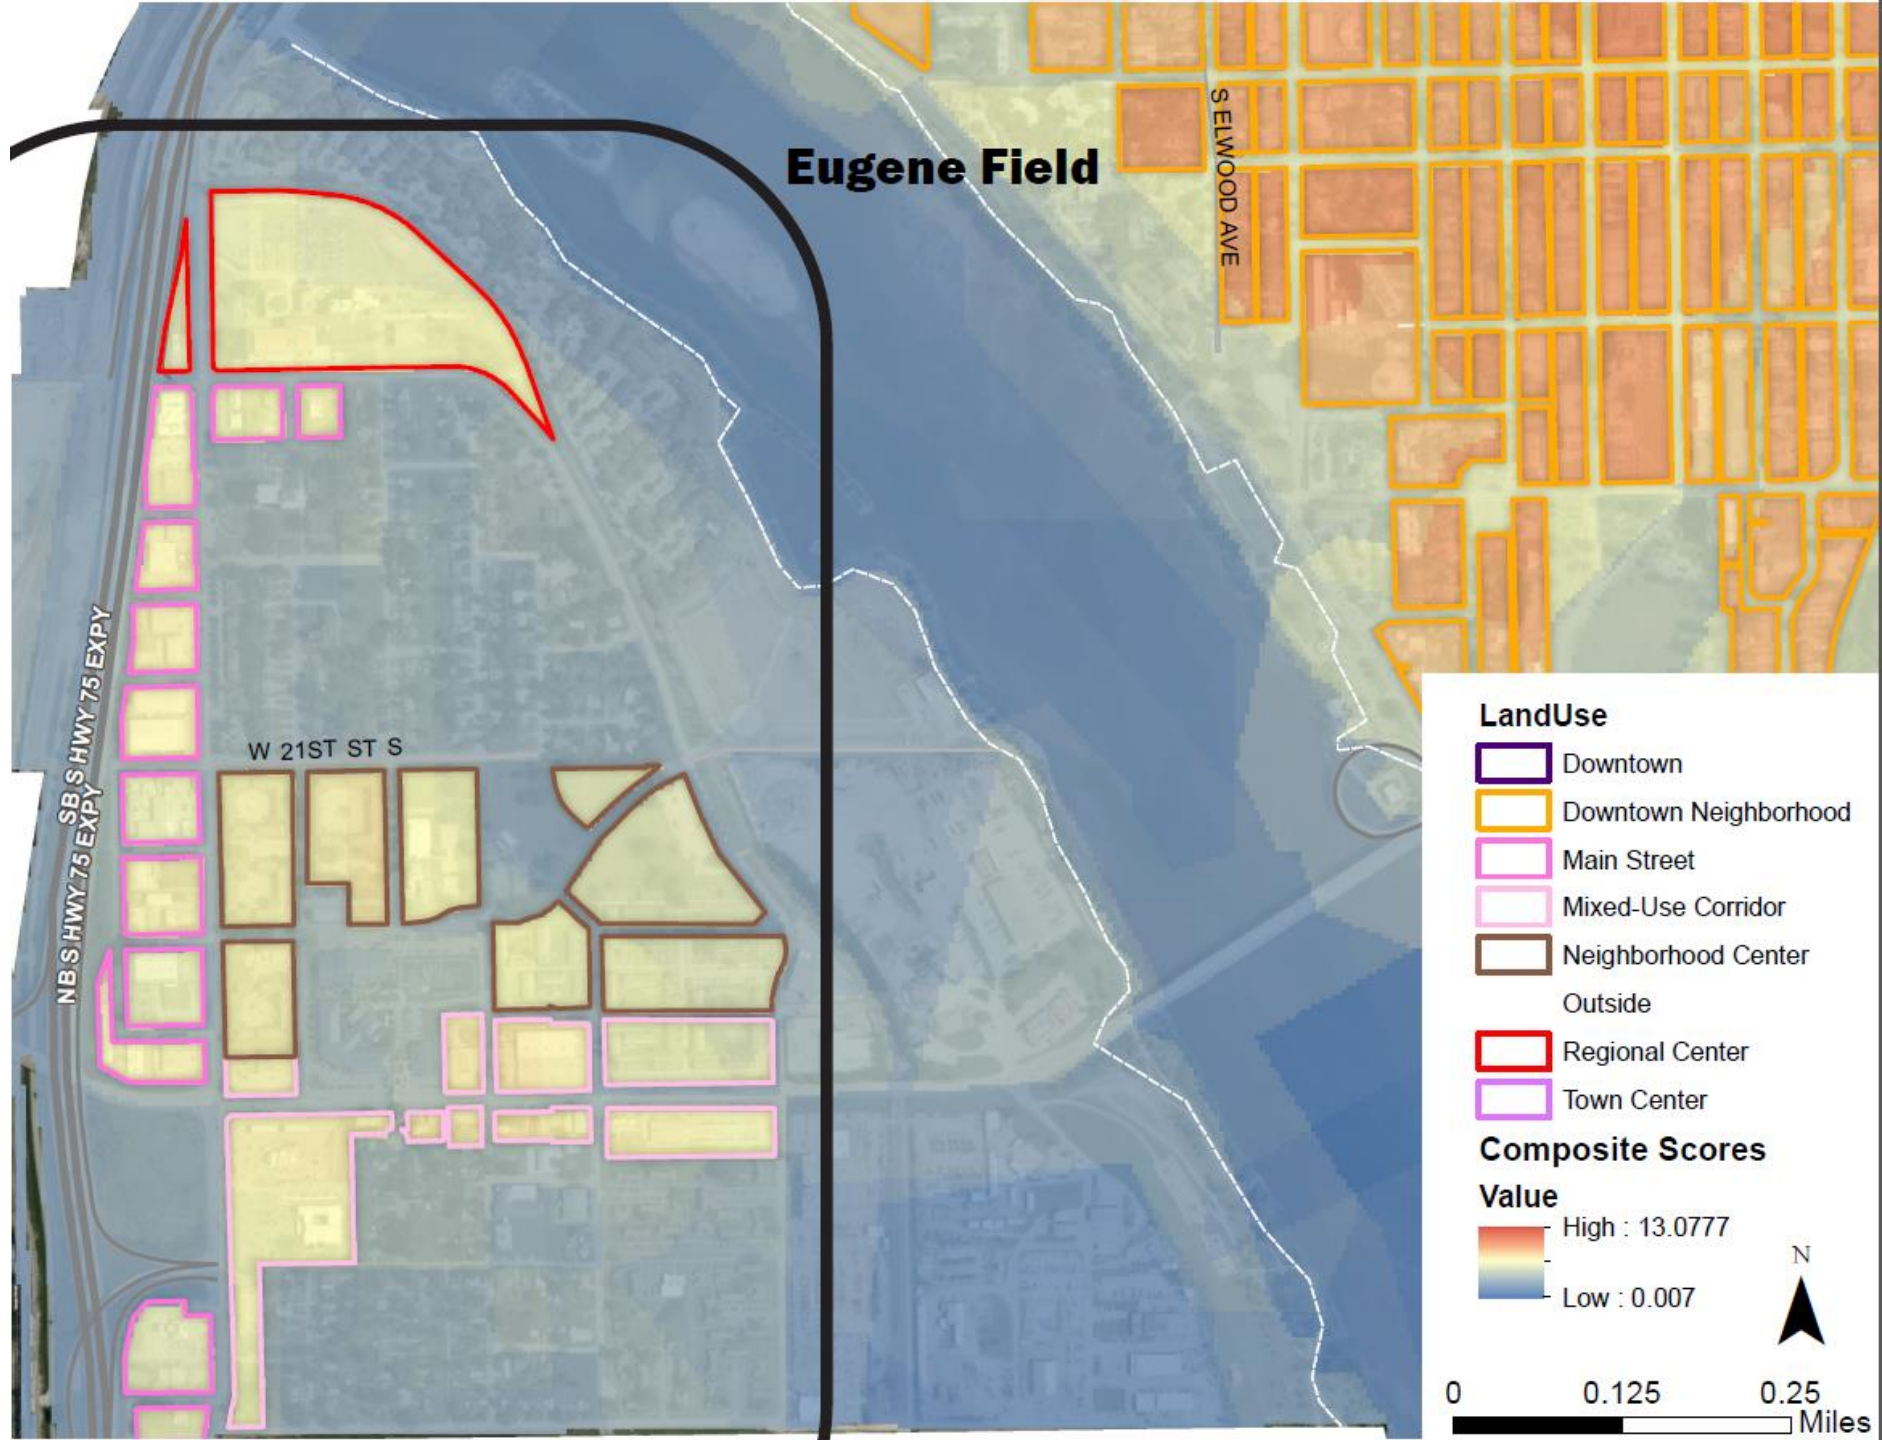 Eugene Field
S ELWOOD AVE
SB S HWY 75 EXPY
NB S HWY 75 EXPY
W 21ST ST S
LandUse
Downtown
Downtown Neighborhood
Main Street
Mixed-Use Corridor
Neighborhood Center
Outside
Regional Center
Town Center
Composite Scores
Value
High : 13.0777
Low : 0.007
N
0 0.125 0.25
Miles